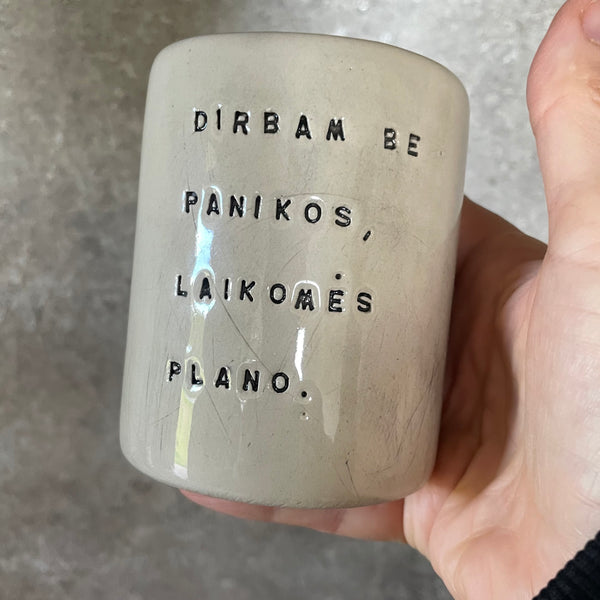 DIRBAM BE
PANIKOS,
LAIKOMĖS
PLANO.